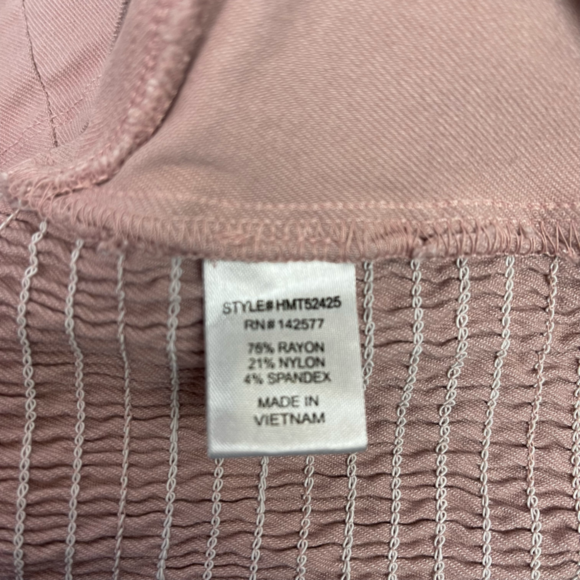 STYLE# HMT52425
RN# 142577
75% RAYON
21% NYLON
4% SPANDEX
MADE IN
VIETNAM